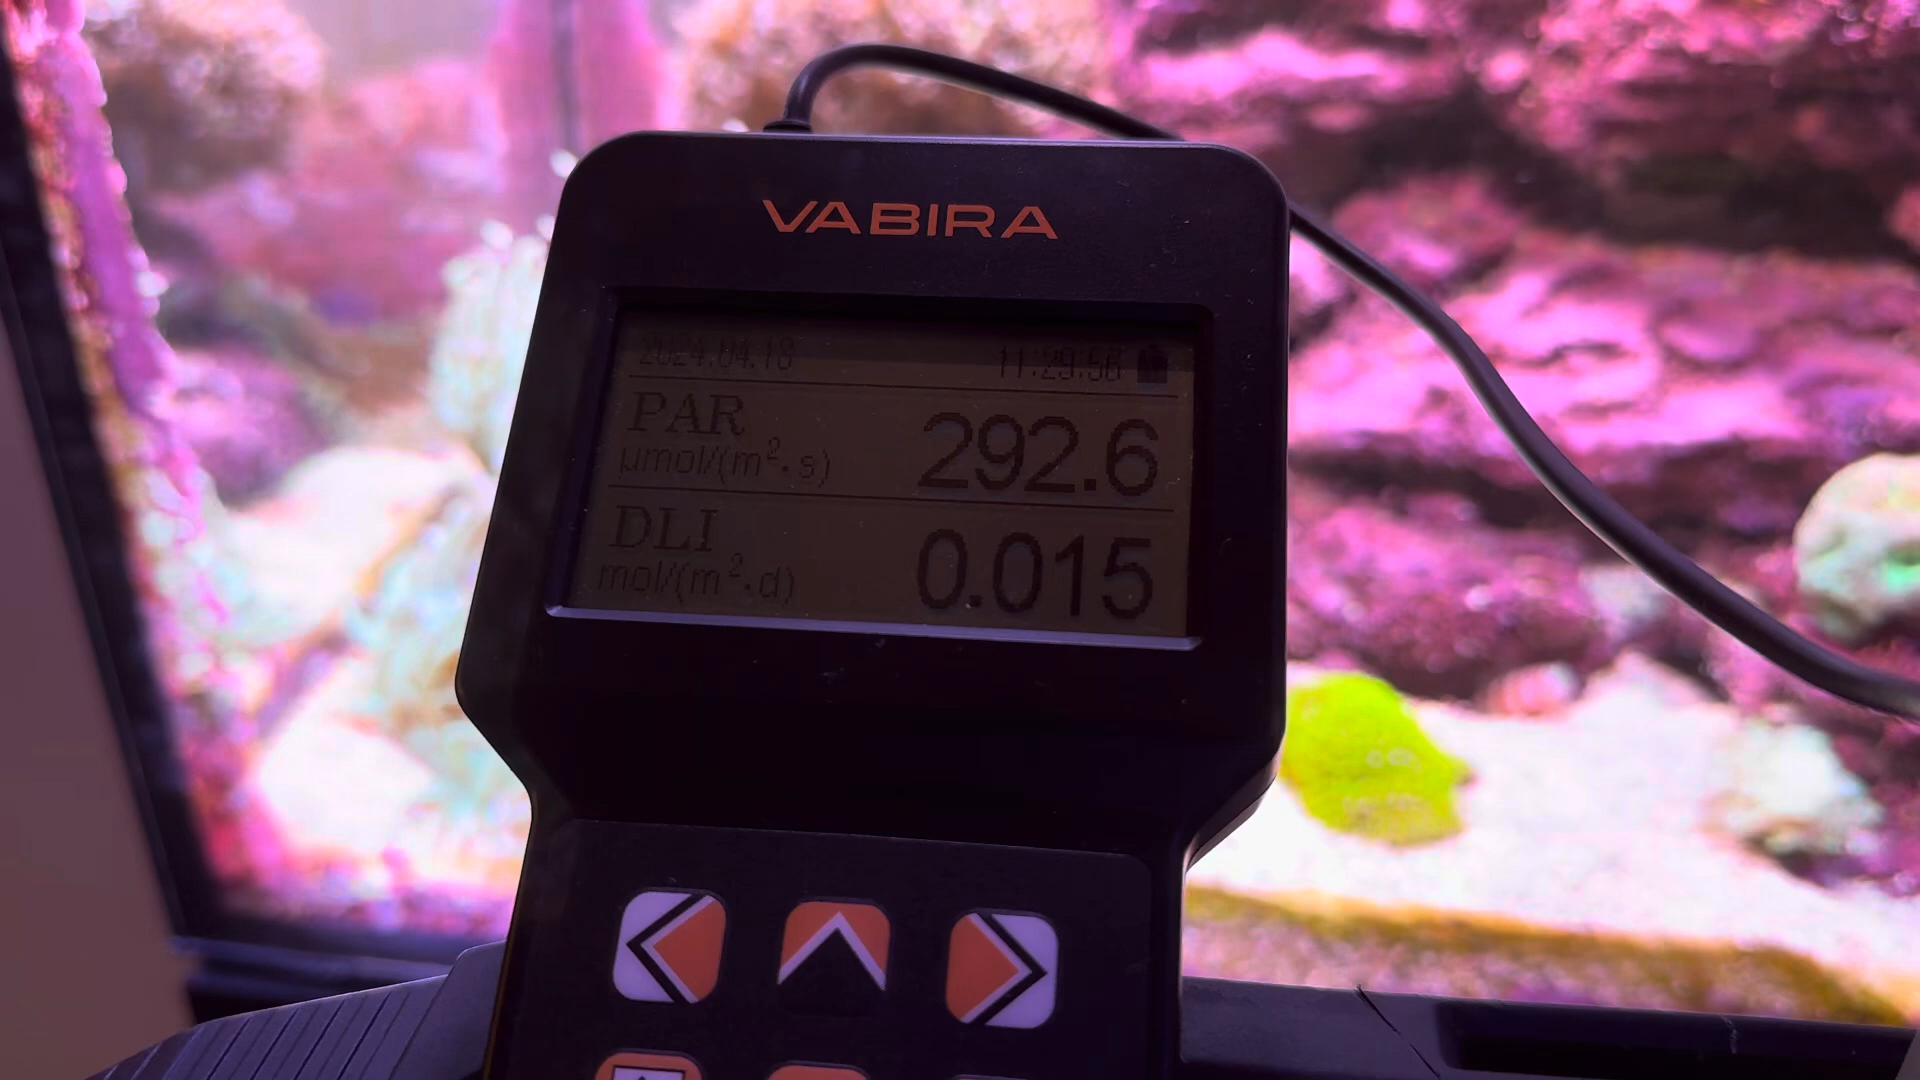 VABIRA
2024.04.18 11:29:56
PAR 292.6
µmol/(m²·s)
DLI 0.015
mol/(m²·d)